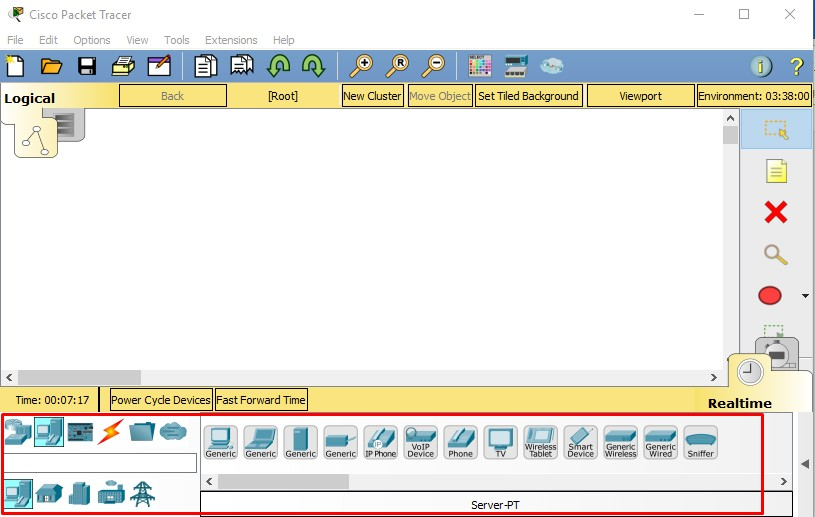 Cisco Packet Tracer
File Edit Options View Tools Extensions Help
SELECT
Logical Back [Root] New Cluster Move Object Set Tiled Background Viewport Environment: 03:38:00
Time: 00:07:17 Power Cycle Devices Fast Forward Time Realtime
Generic Generic Generic Generic IP Phone VoIP Device Phone TV Wireless Tablet Smart Device Generic Wireless Generic Wired Sniffer
Server-PT